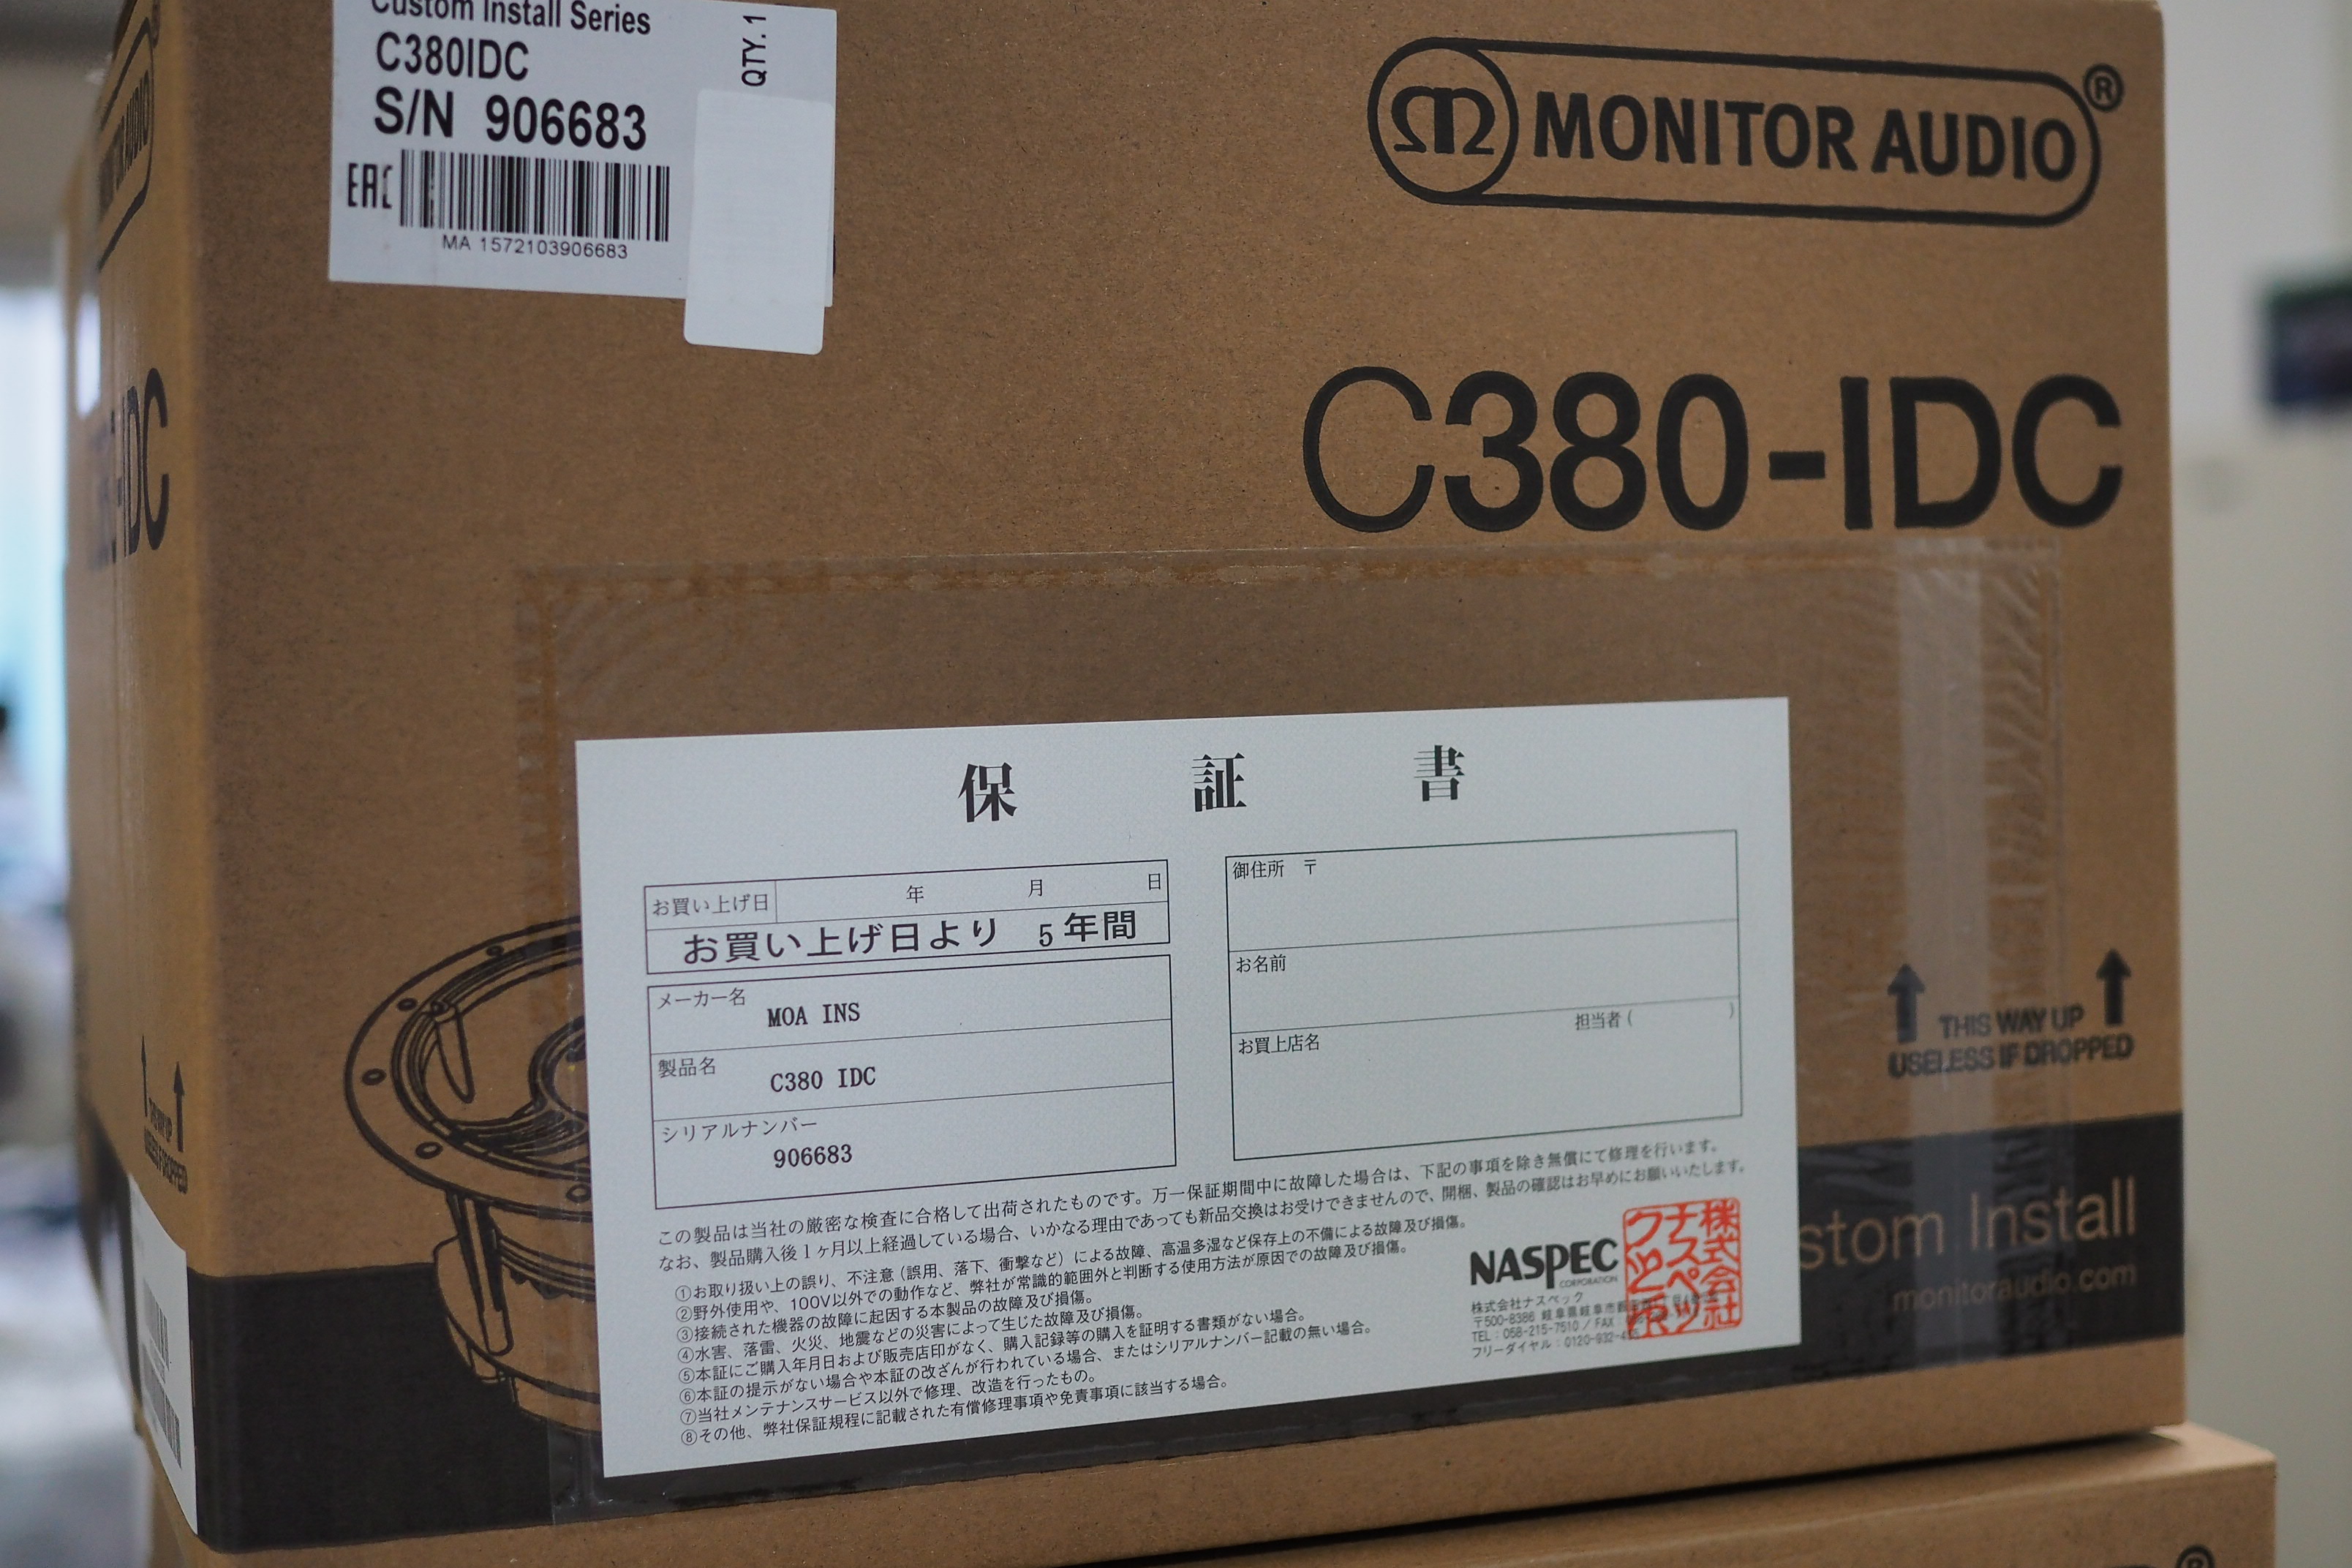 Custom Install Series
C380IDC
QTY. 1
S/N 906683
EAC
MA 1572103906683
MONITOR AUDIO®
C380-IDC
保証書
お買い上げ日 年 月 日
お買い上げ日より 5年間
メーカー名 MOA INS
製品名 C380 IDC
シリアルナンバー 906683
御住所 〒
お名前
お買上店名 担当者( )
この製品は当社の厳密な検査に合格して出荷されたものです。万一保証期間中に故障した場合は、下記の事項を除き無償にて修理を行います。
なお、製品購入後1ヶ月以上経過している場合、いかなる理由であっても新品交換はお受けできませんので、開梱、製品の確認はお早めにお願いいたします。
①お取り扱い上の誤り、不注意(誤用、落下、衝撃など)による故障、高温多湿など保存上の不備による故障及び損傷。
②野外使用や、100V以外での動作など、弊社が常識的範囲外と判断する使用方法が原因での故障及び損傷。
③接続された機器の故障に起因する本製品の故障及び損傷。
④水害、落雷、火災、地震などの災害によって生じた故障及び損傷。
⑤本証にご購入年月日および販売店印がなく、購入記録等の購入を証明する書類がない場合。
⑥本証の提示がない場合や本証の改ざんが行われている場合、またはシリアルナンバー記載の無い場合。
⑦当社メンテナンスサービス以外で修理、改造を行ったもの。
⑧その他、弊社保証規程に記載された有償修理事項や免責事項に該当する場合。
NASPEC
CORPORATION
株式会社ナスペック
〒500-8386 岐阜県岐阜市
TEL:058-215-7510 / FAX:
フリーダイヤル:0120-932-
株式会社
ナスペッ
ク
THIS WAY UP
USELESS IF DROPPED
stom Install
monitoraudio.com